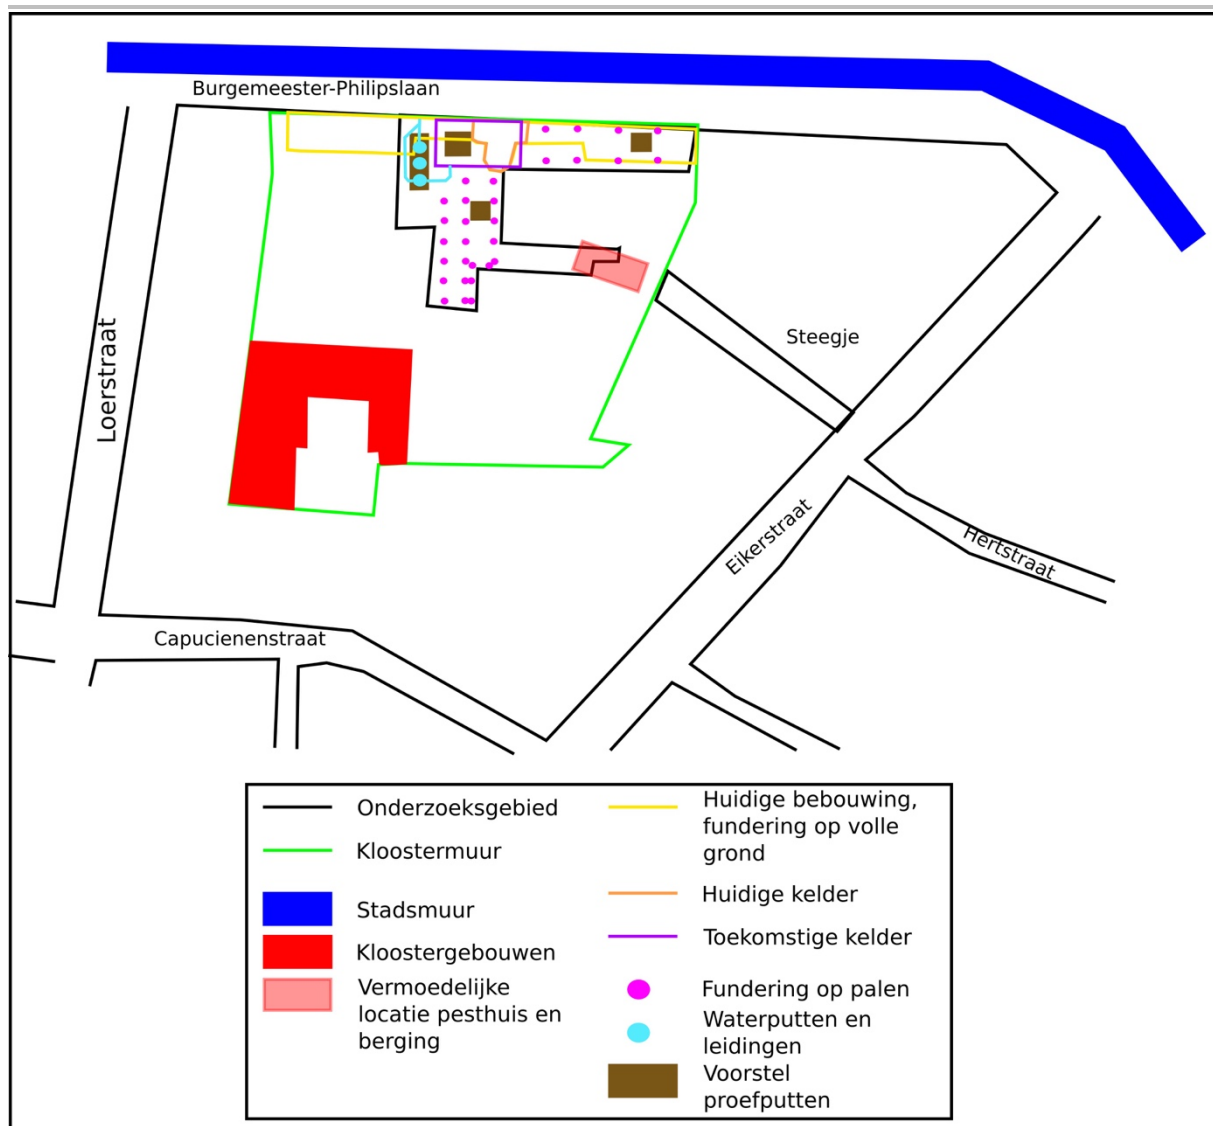 Burgemeester-Philipslaan
Loerstraat
Steegje
Eikerstraat
Hertstraat
Capucienenstraat
Onderzoeksgebied
Kloostermuur
Stadsmuur
Kloostergebouwen
Vermoedelijke
locatie pesthuis en
berging
Huidige bebouwing,
fundering op volle
grond
Huidige kelder
Toekomstige kelder
Fundering op palen
Waterputten en
leidingen
Voorstel
proefputten